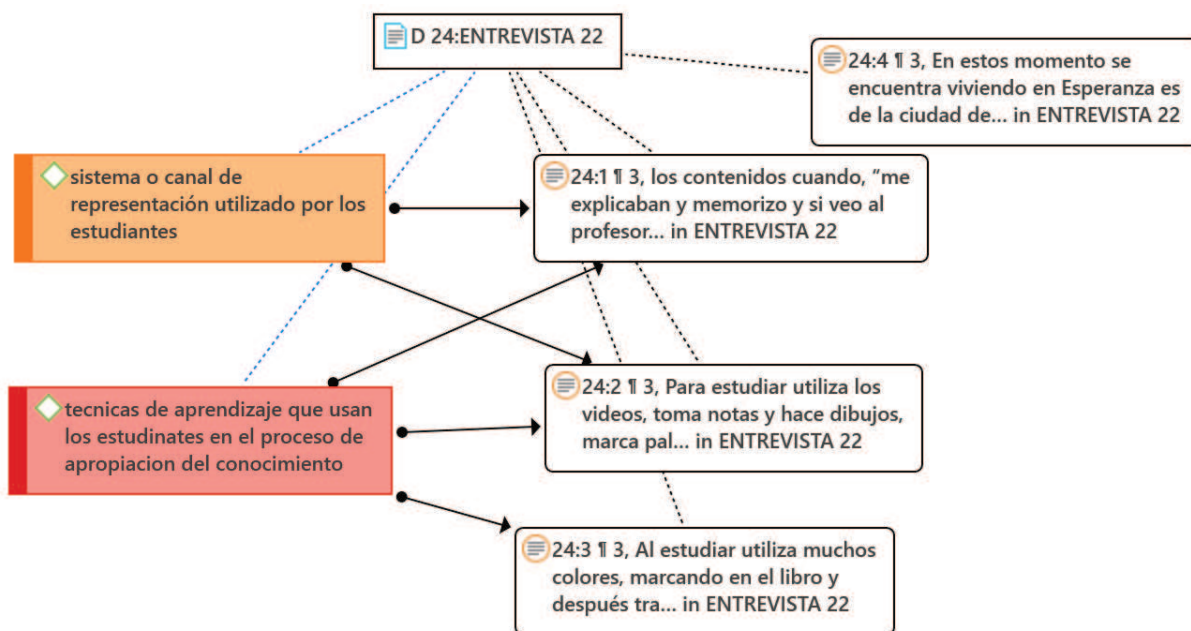 D 24:ENTREVISTA 22
24:4 ¶ 3, En estos momento se
encuentra viviendo en Esperanza es
de la ciudad de... in ENTREVISTA 22
sistema o canal de
representación utilizado por los
estudiantes
24:1 ¶ 3, los contenidos cuando, “me
explicaban y memorizo y si veo al
profesor... in ENTREVISTA 22
tecnicas de aprendizaje que usan
los estudinates en el proceso de
apropiacion del conocimiento
24:2 ¶ 3, Para estudiar utiliza los
videos, toma notas y hace dibujos,
marca pal... in ENTREVISTA 22
24:3 ¶ 3, Al estudiar utiliza muchos
colores, marcando en el libro y
después tra... in ENTREVISTA 22